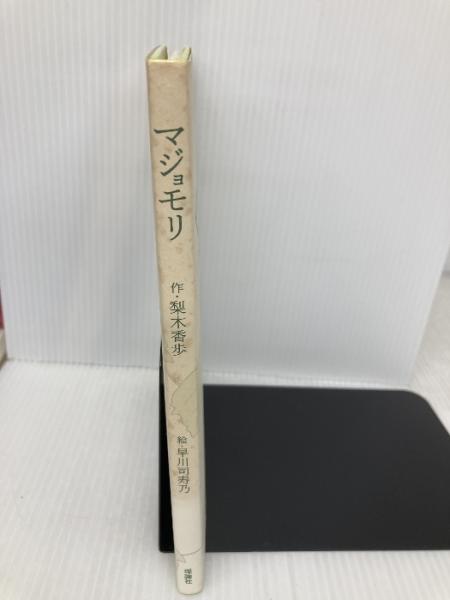 マジョモリ
作・梨木香歩
絵・早川司寿乃
理論社